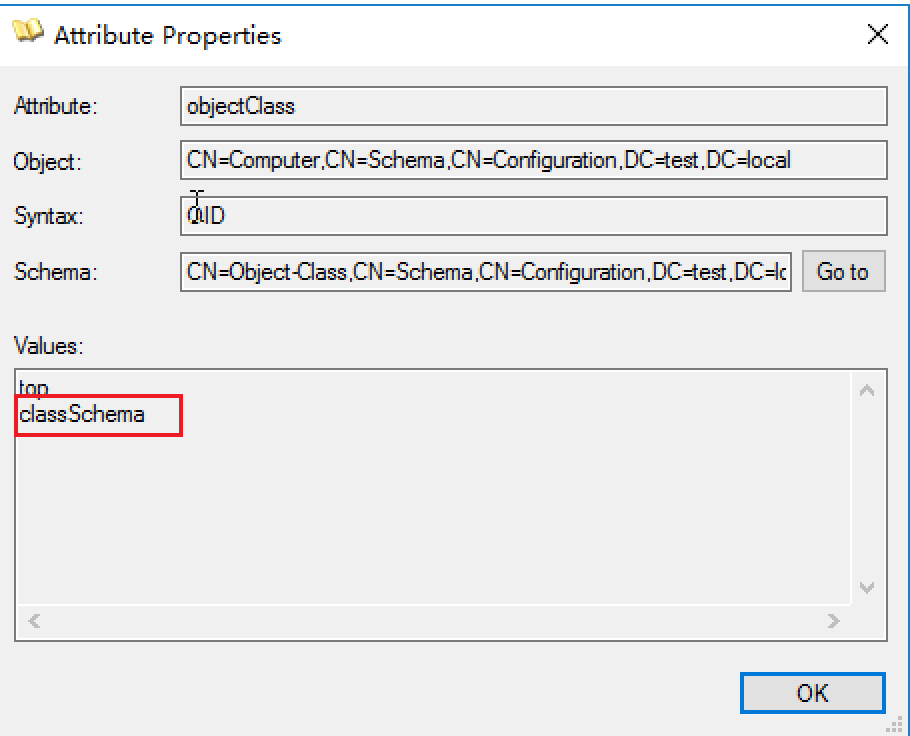 Attribute Properties
Attribute: objectClass
Object: CN=Computer,CN=Schema,CN=Configuration,DC=test,DC=local
Syntax: OID
Schema: CN=Object-Class,CN=Schema,CN=Configuration,DC=test,DC=lc Go to
Values:
top
classSchema
OK